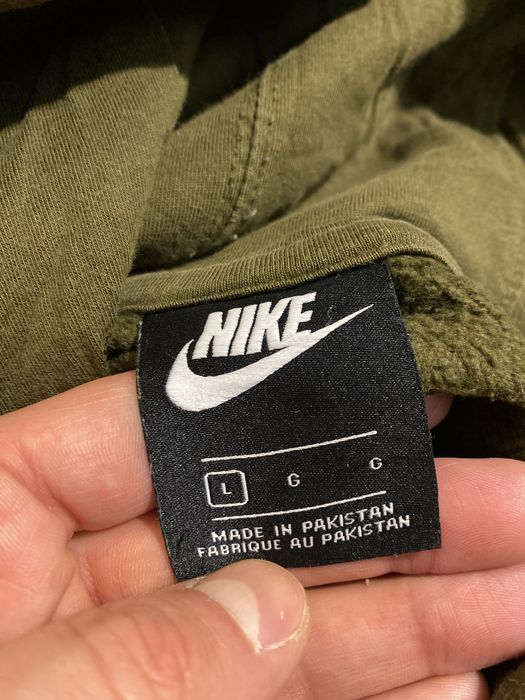 NIKE
L G G
MADE IN PAKISTAN
FABRIQUE AU PAKISTAN